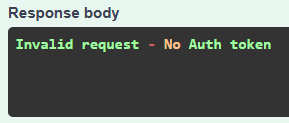 Response body
Invalid request - No Auth token